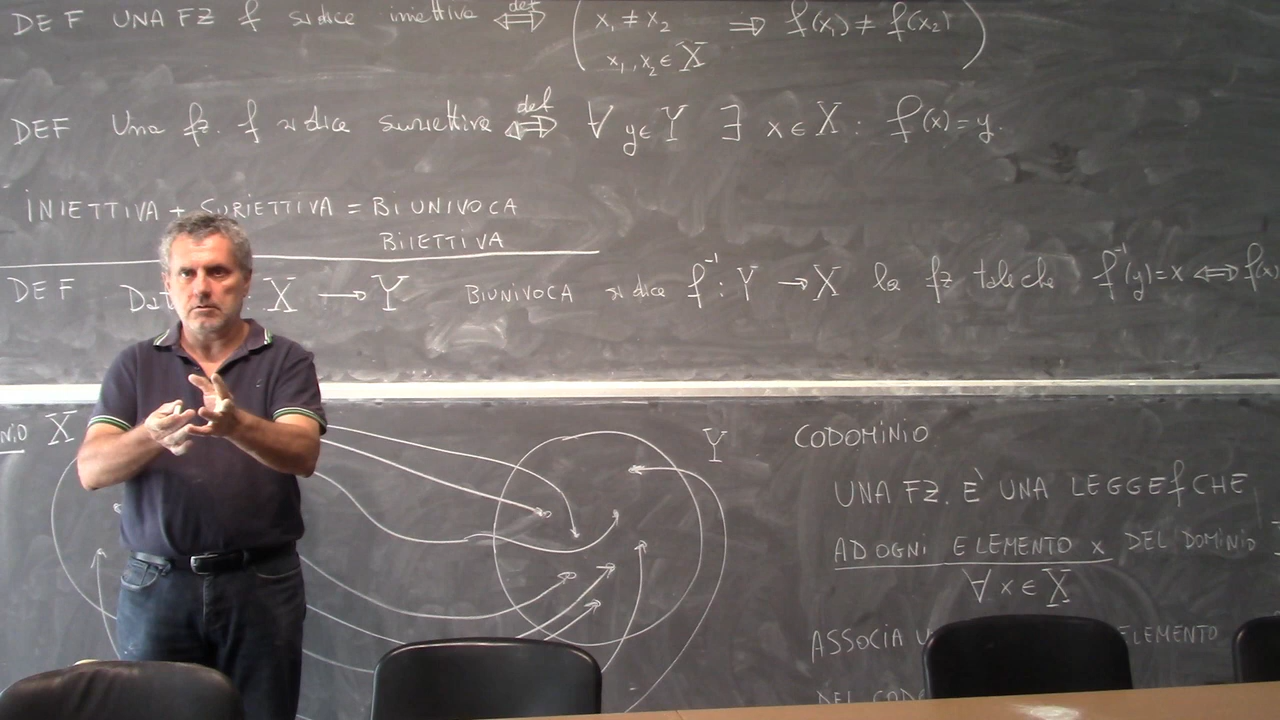 DEF UNA FZ f si dice iniettiva ⟺ def ( x₁ ≠ x₂ ⟹ f(x₁) ≠ f(x₂)
x₁, x₂ ∈ X )
DEF Una fz. f si dice suriettiva ⟺ def ∀ y ∈ Y ∃ x ∈ X : f(x) = y.
INIETTIVA + SURIETTIVA = BIUNIVOCA
BIIETTIVA
DEF : X → Y BIUNIVOCA si dice f⁻¹ : Y → X la fz tale che f⁻¹(y) = x ⟺ f(x)
X Y CODOMINIO
UNA FZ. È UNA LEGGE f CHE
AD OGNI ELEMENTO x DEL DOMINIO
∀ x ∈ X
ASSOCIA ELEMENTO
DEL